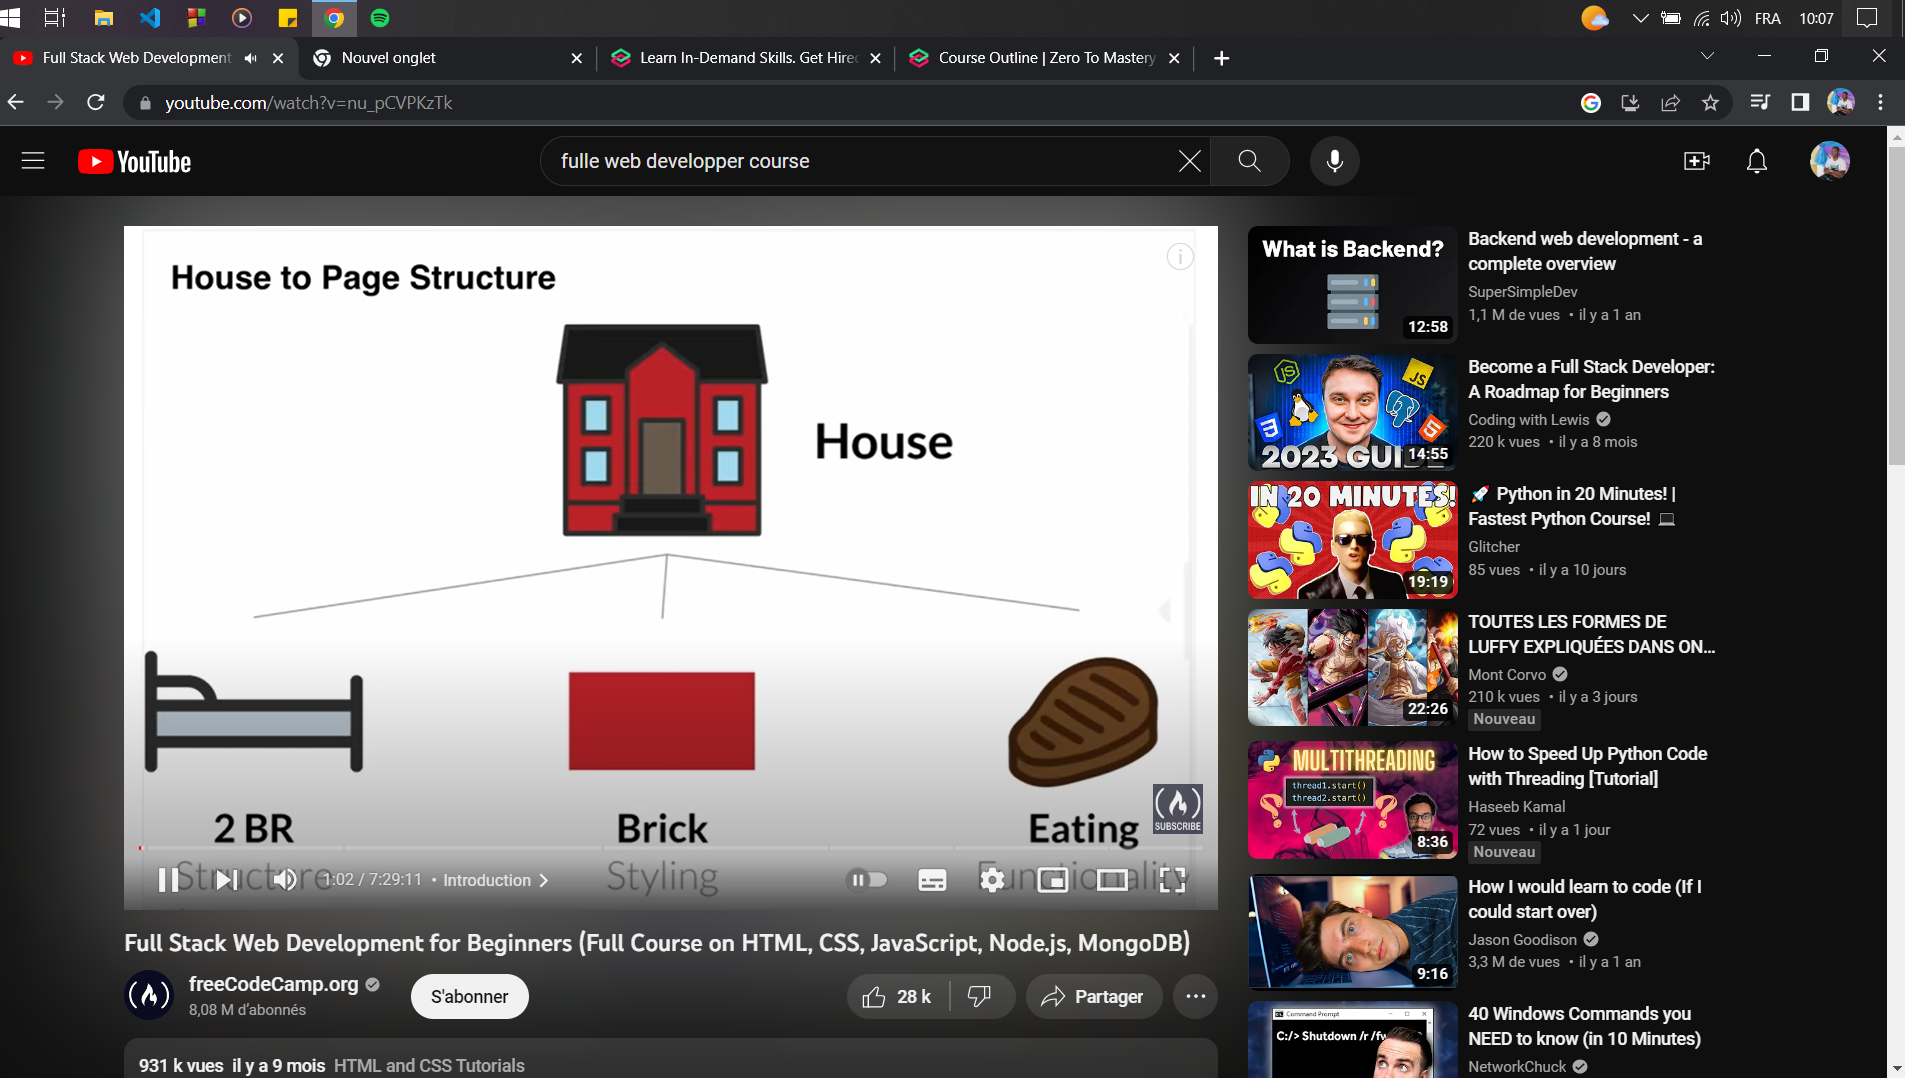 FRA
10:07
Full Stack Web Development
Nouvel onglet
Learn In-Demand Skills. Get Hired
Course Outline | Zero To Mastery
youtube.com/watch?v=nu_pCVPKzTk
YouTube
fulle web developper course
House to Page Structure
House
2 BR
Brick
Eating
SUBSCRIBE
Structure
Styling
Functionality
1:02 / 7:29:11 • Introduction
Full Stack Web Development for Beginners (Full Course on HTML, CSS, JavaScript, Node.js, MongoDB)
freeCodeCamp.org
8,08 M d’abonnés
S'abonner
28 k
Partager
931 k vues il y a 9 mois HTML and CSS Tutorials
What is Backend?
12:58
Backend web development - a
complete overview
SuperSimpleDev
1,1 M de vues • il y a 1 an
JS
2023 GUIDE
14:55
Become a Full Stack Developer:
A Roadmap for Beginners
Coding with Lewis
220 k vues • il y a 8 mois
IN 20 MINUTES!
19:19
🚀 Python in 20 Minutes! |
Fastest Python Course! 💻
Glitcher
85 vues • il y a 10 jours
22:26
TOUTES LES FORMES DE
LUFFY EXPLIQUÉES DANS ON...
Mont Corvo
210 k vues • il y a 3 jours
Nouveau
MULTITHREADING
thread1.start()
thread2.start()
8:36
How to Speed Up Python Code
with Threading [Tutorial]
Haseeb Kamal
72 vues • il y a 1 jour
Nouveau
9:16
How I would learn to code (If I
could start over)
Jason Goodison
3,3 M de vues • il y a 1 an
Command Prompt
C:/> Shutdown /r /fw
40 Windows Commands you
NEED to know (in 10 Minutes)
NetworkChuck